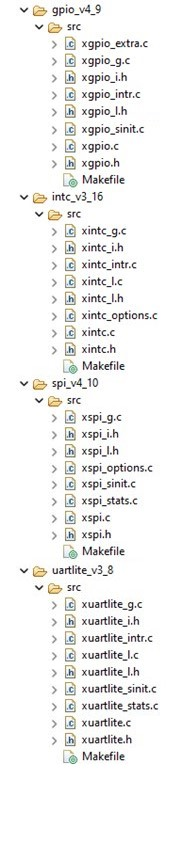 gpio_v4_9
src
xgpio_extra.c
xgpio_g.c
xgpio_i.h
xgpio_intr.c
xgpio_l.h
xgpio_sinit.c
xgpio.c
xgpio.h
Makefile
intc_v3_16
src
xintc_g.c
xintc_i.h
xintc_intr.c
xintc_l.c
xintc_l.h
xintc_options.c
xintc.c
xintc.h
Makefile
spi_v4_10
src
xspi_g.c
xspi_i.h
xspi_l.h
xspi_options.c
xspi_sinit.c
xspi_stats.c
xspi.c
xspi.h
Makefile
uartlite_v3_8
src
xuartlite_g.c
xuartlite_i.h
xuartlite_intr.c
xuartlite_l.c
xuartlite_l.h
xuartlite_sinit.c
xuartlite_stats.c
xuartlite.c
xuartlite.h
Makefile